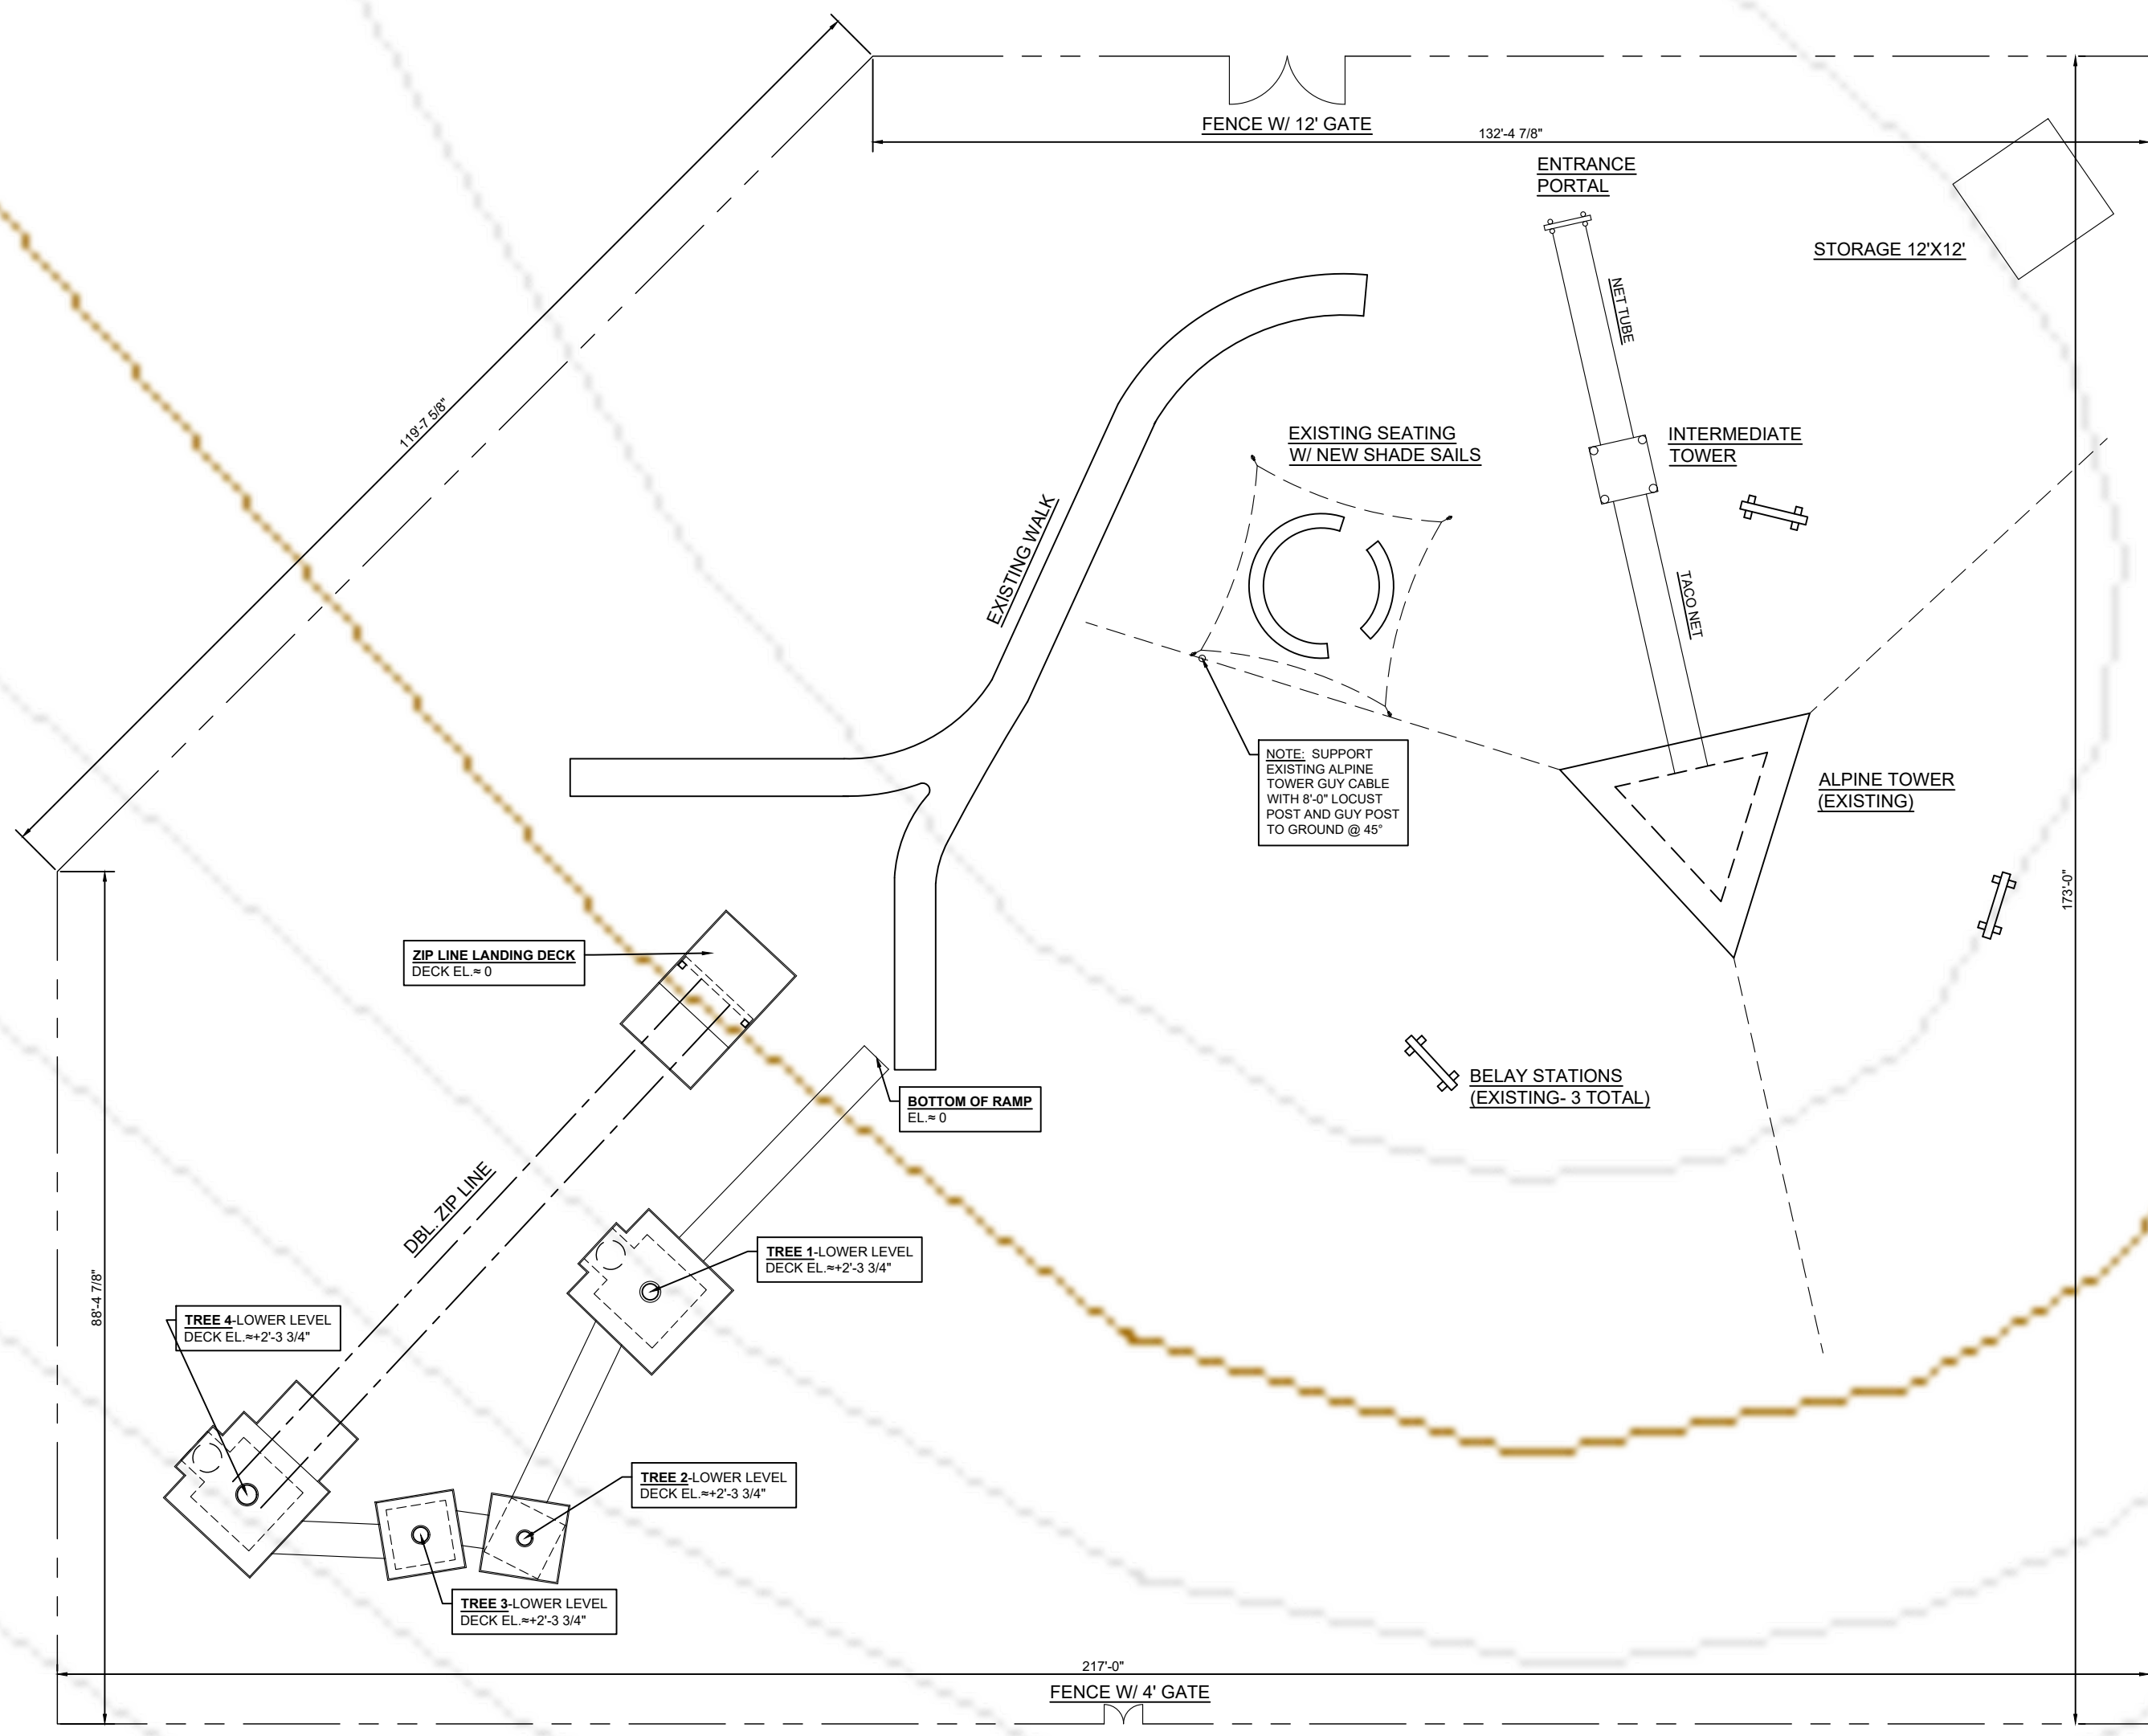 FENCE W/ 12' GATE
132'-4 7/8"
ENTRANCE
PORTAL
STORAGE 12'X12'
NET TUBE
119'-7 5/8"
EXISTING SEATING
W/ NEW SHADE SAILS
INTERMEDIATE
TOWER
EXISTING WALK
TACO NET
NOTE: SUPPORT
EXISTING ALPINE
TOWER GUY CABLE
WITH 8'-0" LOCUST
POST AND GUY POST
TO GROUND @ 45°
ALPINE TOWER
(EXISTING)
173'-0"
ZIP LINE LANDING DECK
DECK EL.≈ 0
BELAY STATIONS
(EXISTING- 3 TOTAL)
BOTTOM OF RAMP
EL.≈ 0
DBL. ZIP LINE
TREE 1-LOWER LEVEL
DECK EL.≈+2'-3 3/4"
88'-4 7/8"
TREE 4-LOWER LEVEL
DECK EL.≈+2'-3 3/4"
TREE 2-LOWER LEVEL
DECK EL.≈+2'-3 3/4"
TREE 3-LOWER LEVEL
DECK EL.≈+2'-3 3/4"
217'-0"
FENCE W/ 4' GATE